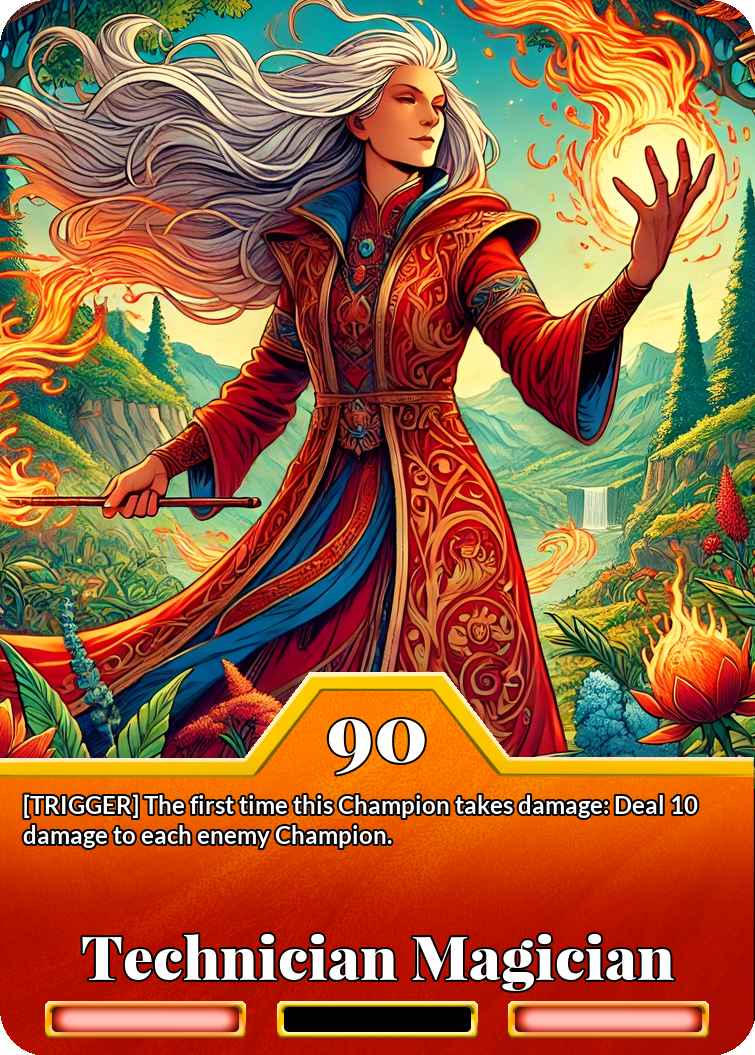 90
[TRIGGER] The first time this Champion takes damage: Deal 10
damage to each enemy Champion.
Technician Magician